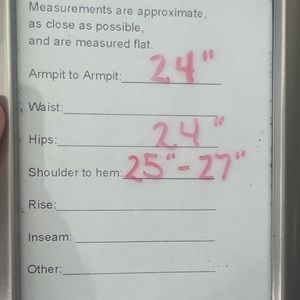 Measurements are approximate,
as close as possible,
and are measured flat.
Armpit to Armpit: 24"
Waist:
Hips: 24"
Shoulder to hem: 25"-27"
Rise:
Inseam:
Other: